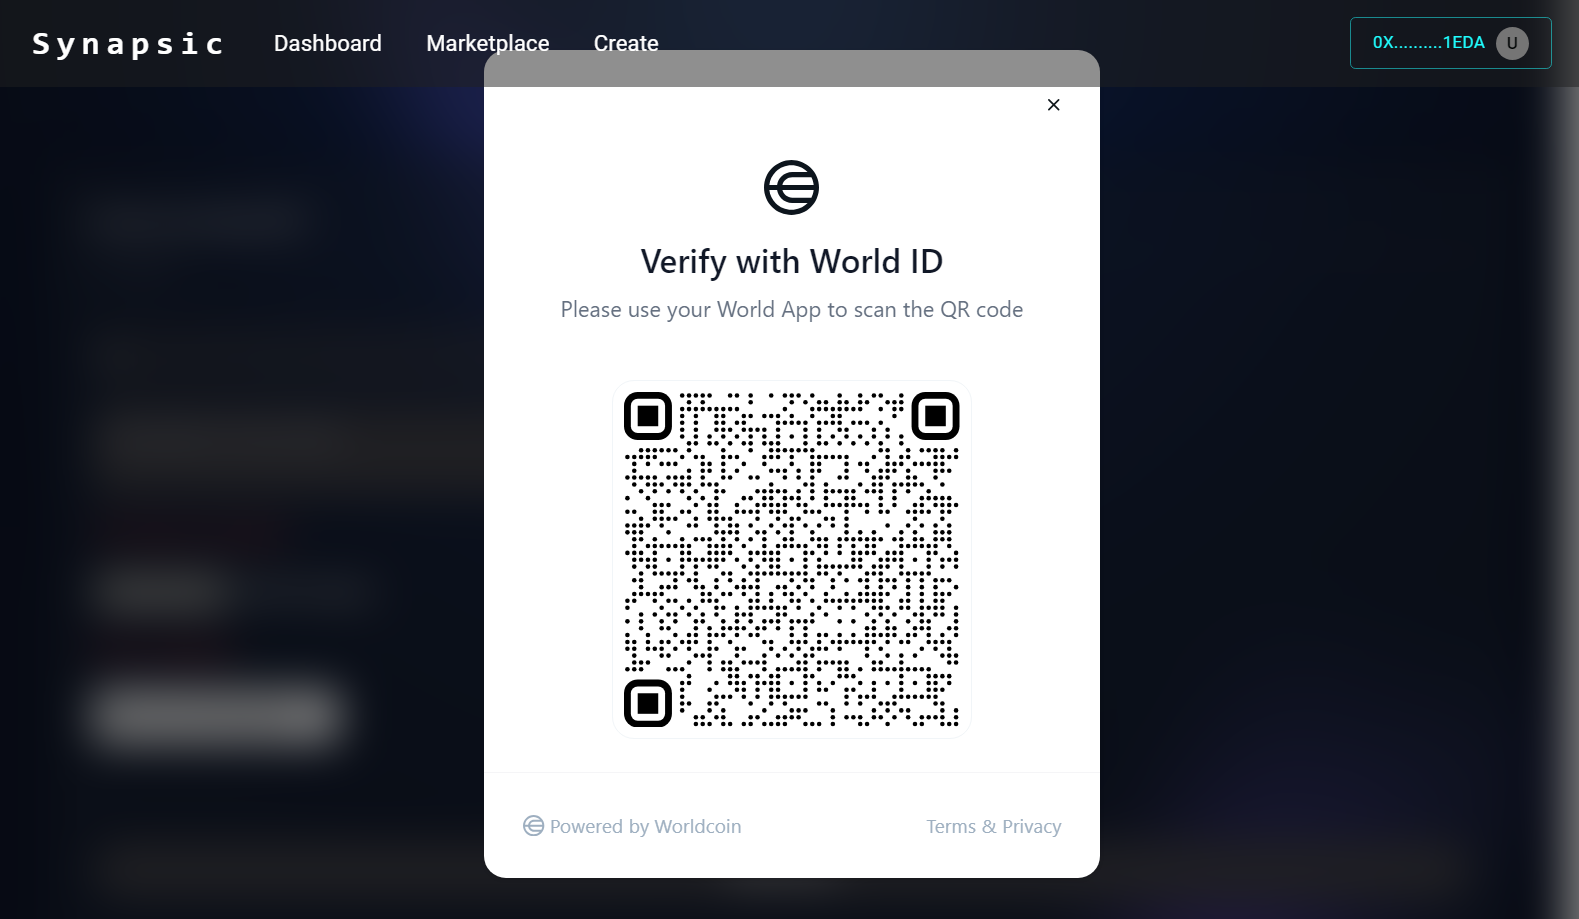 Synapsic Dashboard Marketplace Create 0X..........1EDA U
Verify with World ID
Please use your World App to scan the QR code
Powered by Worldcoin Terms & Privacy